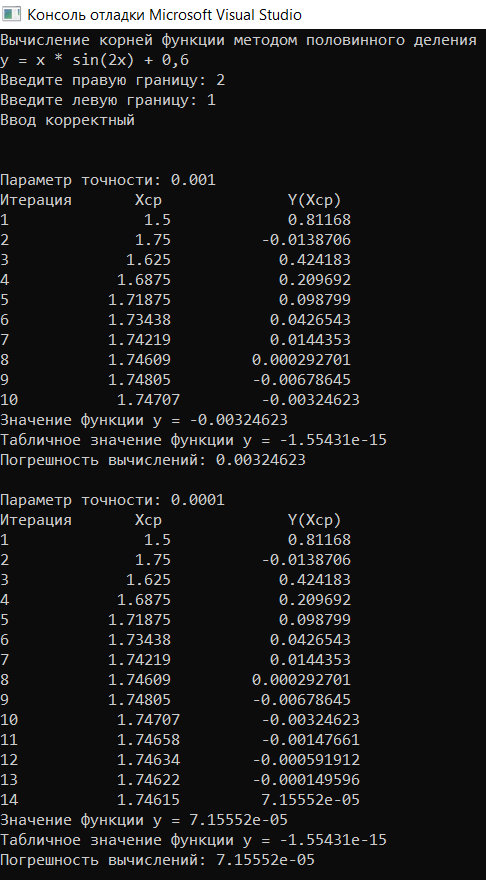 Консоль отладки Microsoft Visual Studio
Вычисление корней функции методом половинного деления
y = x * sin(2x) + 0,6
Введите правую границу: 2
Введите левую границу: 1
Ввод корректный
Параметр точности: 0.001
Итерация Xcp Y(Xcp)
1 1.5 0.81168
2 1.75 -0.0138706
3 1.625 0.424183
4 1.6875 0.209692
5 1.71875 0.098799
6 1.73438 0.0426543
7 1.74219 0.0144353
8 1.74609 0.000292701
9 1.74805 -0.00678645
10 1.74707 -0.00324623
Значение функции y = -0.00324623
Табличное значение функции y = -1.55431e-15
Погрешность вычислений: 0.00324623
Параметр точности: 0.0001
Итерация Xcp Y(Xcp)
1 1.5 0.81168
2 1.75 -0.0138706
3 1.625 0.424183
4 1.6875 0.209692
5 1.71875 0.098799
6 1.73438 0.0426543
7 1.74219 0.0144353
8 1.74609 0.000292701
9 1.74805 -0.00678645
10 1.74707 -0.00324623
11 1.74658 -0.00147661
12 1.74634 -0.000591912
13 1.74622 -0.000149596
14 1.74615 7.15552e-05
Значение функции y = 7.15552e-05
Табличное значение функции y = -1.55431e-15
Погрешность вычислений: 7.15552e-05